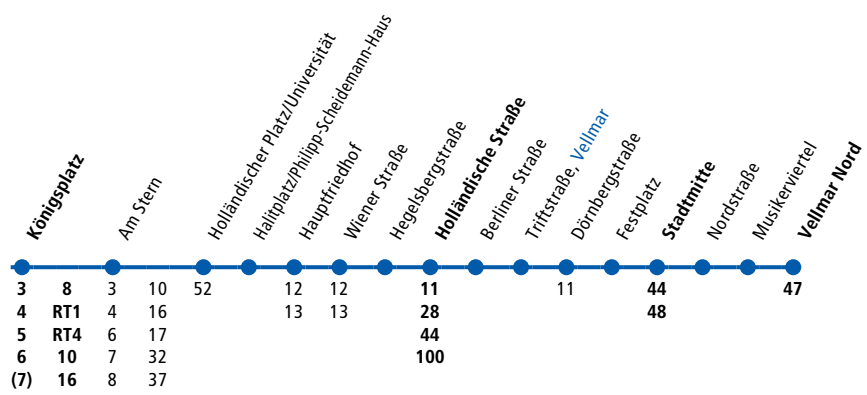 Königsplatz
Am Stern
Holländischer Platz/Universität
Halitplatz/Philipp-Scheidemann-Haus
Hauptfriedhof
Wiener Straße
Hegelsbergstraße
Holländische Straße
Berliner Straße
Triftstraße, Vellmar
Dörnbergstraße
Festplatz
Stadtmitte
Nordstraße
Musikerviertel
Vellmar Nord
3 8 3 10 52 12 12 11 11 44 47
4 RT1 4 16 13 13 28 48
5 RT4 6 17 44
6 10 7 32 100
(7) 16 8 37